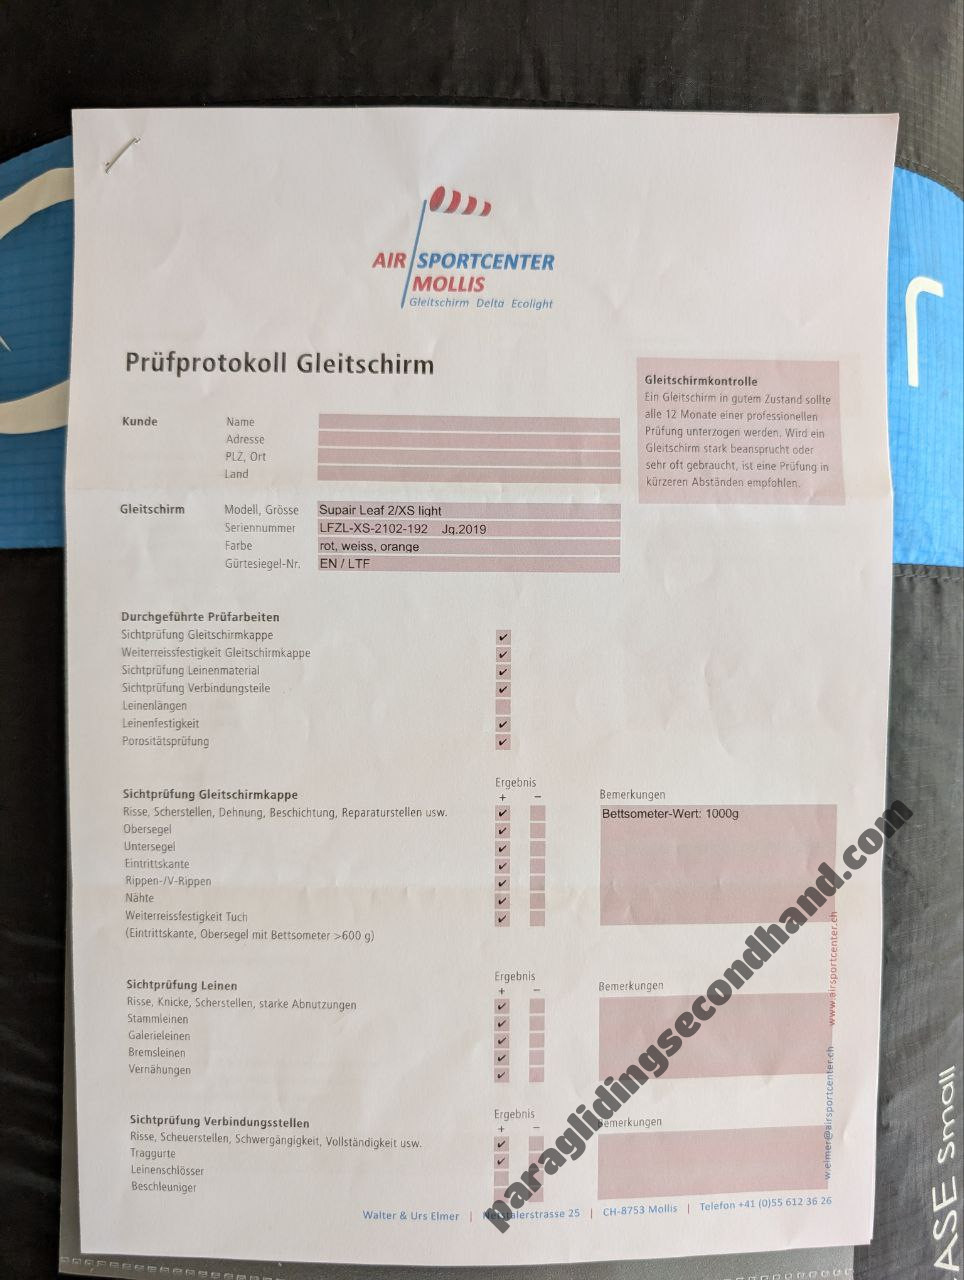 AIR SPORTCENTER
MOLLIS
Gleitschirm Delta Ecolight
Prüfprotokoll Gleitschirm
Gleitschirmkontrolle
Ein Gleitschirm in gutem Zustand sollte
alle 12 Monate einer professionellen
Prüfung unterzogen werden. Wird ein
Gleitschirm stark beansprucht oder
sehr oft gebraucht, ist eine Prüfung in
kürzeren Abständen empfohlen.
Kunde Name
Adresse
PLZ, Ort
Land
Gleitschirm Modell, Grösse Supair Leaf 2/XS light
Seriennummer LFZL-XS-2102-192 Jg.2019
Farbe rot, weiss, orange
Gürtesiegel-Nr. EN / LTF
Durchgeführte Prüfarbeiten
Sichtprüfung Gleitschirmkappe ✔
Weiterreissfestigkeit Gleitschirmkappe ✔
Sichtprüfung Leinenmaterial ✔
Sichtprüfung Verbindungsteile ✔
Leinenlängen
Leinenfestigkeit ✔
Porositätsprüfung ✔
Ergebnis
Sichtprüfung Gleitschirmkappe + − Bemerkungen
Risse, Scherstellen, Dehnung, Beschichtung, Reparaturstellen usw. ✔ Bettsometer-Wert: 1000g
Obersegel ✔
Untersegel ✔
Eintrittskante ✔
Rippen-/V-Rippen ✔
Nähte ✔
Weiterreissfestigkeit Tuch ✔
(Eintrittskante, Obersegel mit Bettsometer >600 g)
Ergebnis
Sichtprüfung Leinen + − Bemerkungen
Risse, Knicke, Scherstellen, starke Abnutzungen ✔
Stammleinen ✔
Galerieleinen ✔
Bremsleinen ✔
Vernähungen ✔
Ergebnis
Sichtprüfung Verbindungsstellen + − Bemerkungen
Risse, Scheuerstellen, Schwergängigkeit, Vollständigkeit usw. ✔
Traggurte ✔
Leinenschlösser
Beschleuniger
Walter & Urs Elmer | Netstalerstrasse 25 | CH-8753 Mollis | Telefon +41 (0)55 612 36 26
w.elmer@airsportcenter.ch www.airsportcenter.ch
paraglidingsecondhand.com
ASE Small